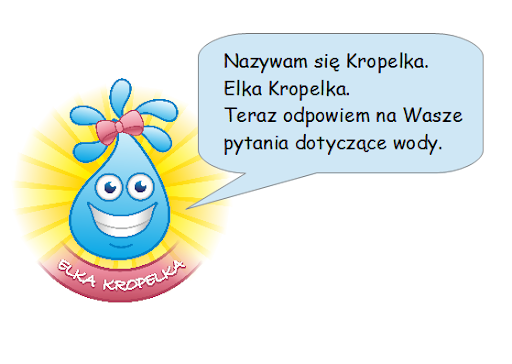 Nazywam się Kropelka.
Elka Kropelka.
Teraz odpowiem na Wasze
pytania dotyczące wody.
ELKA KROPELKA